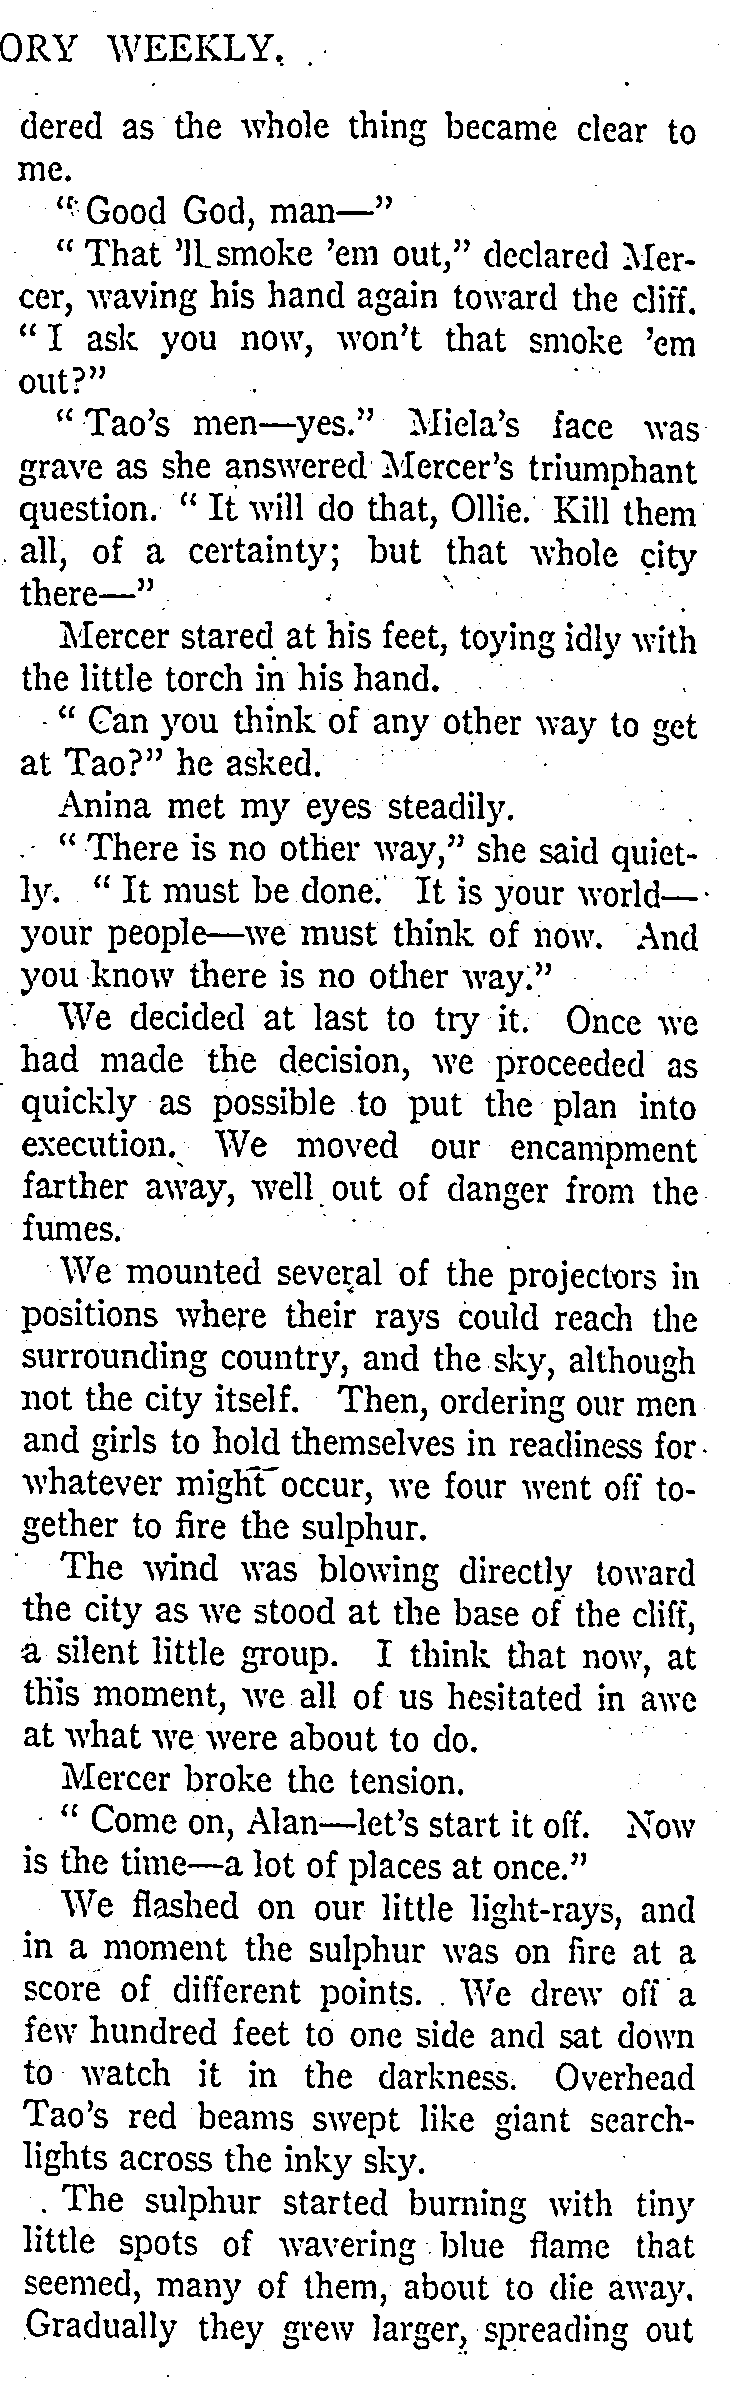 ORY WEEKLY.
dered as the whole thing became clear to
me.
“ Good God, man—”
“ That ’ll smoke ’em out,” declared Mer-
cer, waving his hand again toward the cliff.
“ I ask you now, won’t that smoke ’em
out?”
“ Tao’s men—yes.” Miela’s face was
grave as she answered Mercer’s triumphant
question. “ It will do that, Ollie. Kill them
all, of a certainty; but that whole city
there—”
Mercer stared at his feet, toying idly with
the little torch in his hand.
“ Can you think of any other way to get
at Tao?” he asked.
Anina met my eyes steadily.
“ There is no other way,” she said quiet-
ly. “ It must be done. It is your world—
your people—we must think of now. And
you know there is no other way.”
We decided at last to try it. Once we
had made the decision, we proceeded as
quickly as possible to put the plan into
execution. We moved our encampment
farther away, well out of danger from the
fumes.
We mounted several of the projectors in
positions where their rays could reach the
surrounding country, and the sky, although
not the city itself. Then, ordering our men
and girls to hold themselves in readiness for
whatever might occur, we four went off to-
gether to fire the sulphur.
The wind was blowing directly toward
the city as we stood at the base of the cliff,
a silent little group. I think that now, at
this moment, we all of us hesitated in awe
at what we were about to do.
Mercer broke the tension.
“ Come on, Alan—let’s start it off. Now
is the time—a lot of places at once.”
We flashed on our little light-rays, and
in a moment the sulphur was on fire at a
score of different points. We drew off a
few hundred feet to one side and sat down
to watch it in the darkness. Overhead
Tao’s red beams swept like giant search-
lights across the inky sky.
The sulphur started burning with tiny
little spots of wavering blue flame that
seemed, many of them, about to die away.
Gradually they grew larger, spreading out